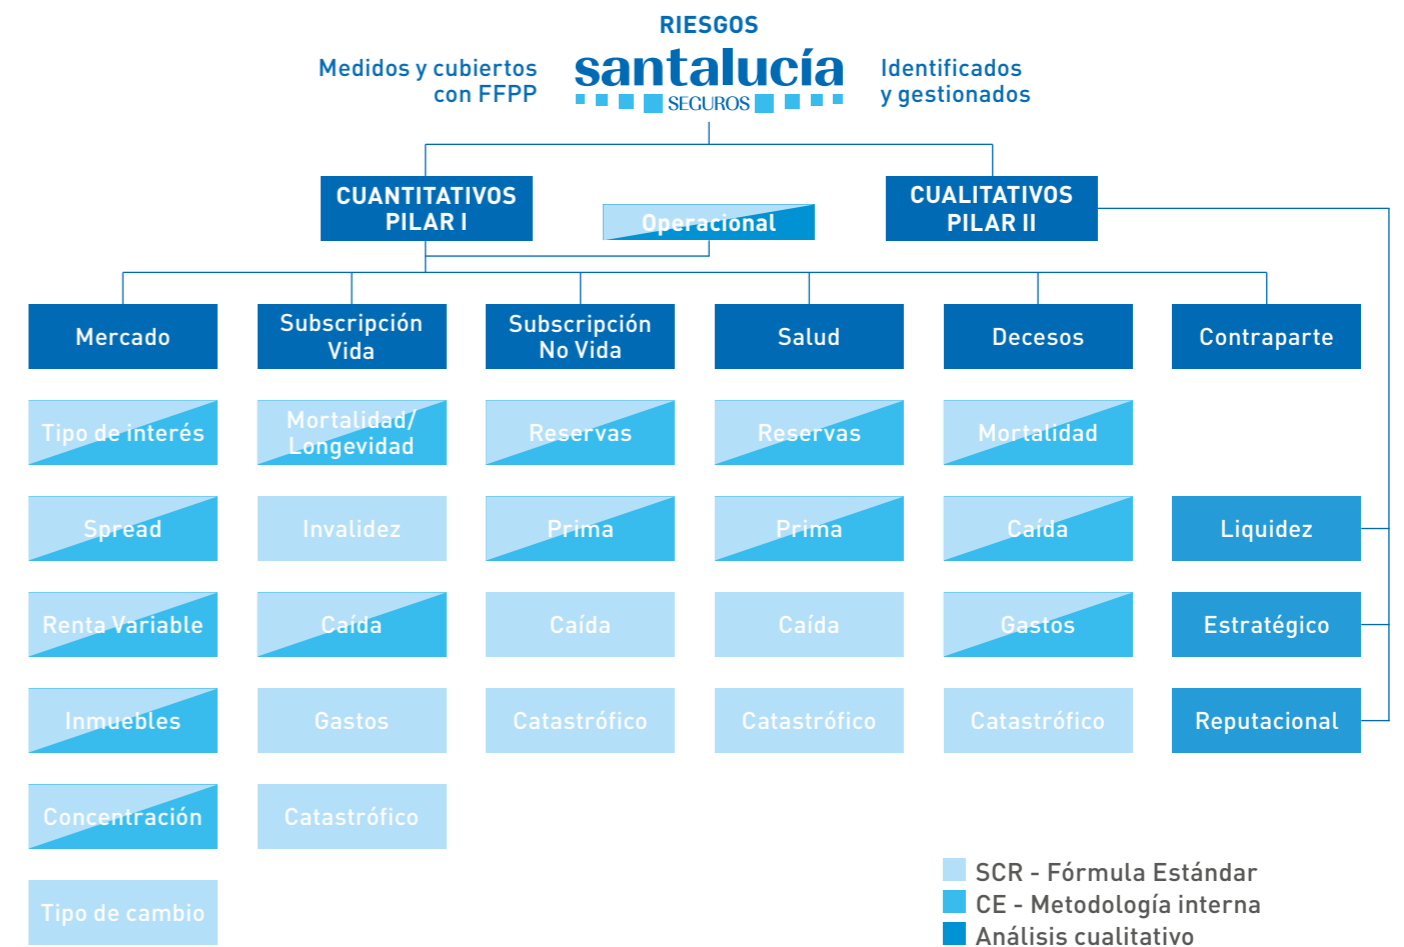 RIESGOS
Medidos y cubiertos
con FFPP
santalucía
SEGUROS
Identificados
y gestionados
CUANTITATIVOS
PILAR I
Operacional
CUALITATIVOS
PILAR II
Mercado
Subscripción
Vida
Subscripción
No Vida
Salud
Decesos
Contraparte
Tipo de interés
Mortalidad/
Longevidad
Reservas
Reservas
Mortalidad
Spread
Invalidez
Prima
Prima
Caída
Liquidez
Renta Variable
Caída
Caída
Caída
Gastos
Estratégico
Inmuebles
Gastos
Catastrófico
Catastrófico
Catastrófico
Reputacional
Concentración
Catastrófico
Tipo de cambio
SCR - Fórmula Estándar
CE - Metodología interna
Análisis cualitativo